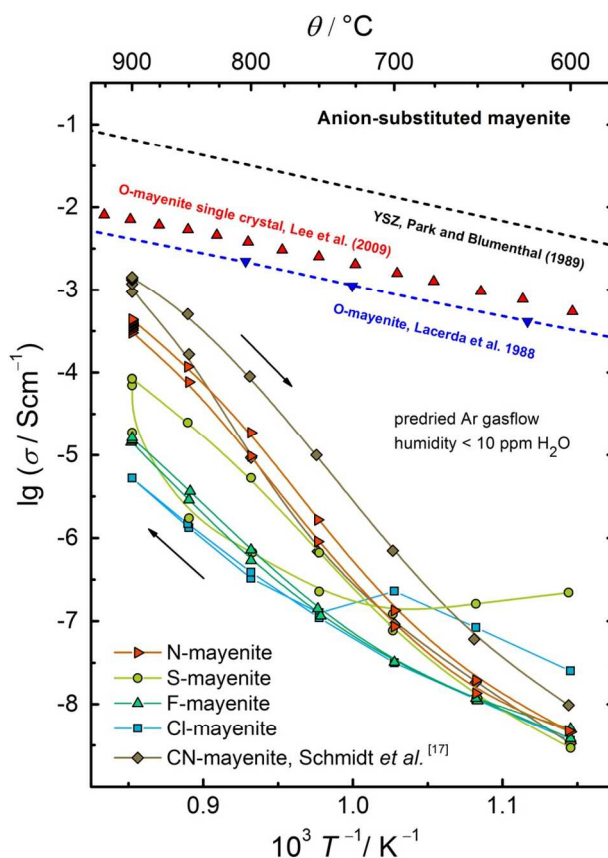 θ / °C
900 800 700 600
Anion-substituted mayenite
-1
-2
-3
-4
-5
-6
-7
-8
lg (σ / Scm⁻¹)
YSZ, Park and Blumenthal (1989)
O-mayenite single crystal, Lee et al. (2009)
O-mayenite, Lacerda et al. 1988
predried Ar gasflow
humidity < 10 ppm H₂O
N-mayenite
S-mayenite
F-mayenite
Cl-mayenite
CN-mayenite, Schmidt et al. [17]
0.9 1.0 1.1
10³ T⁻¹/ K⁻¹